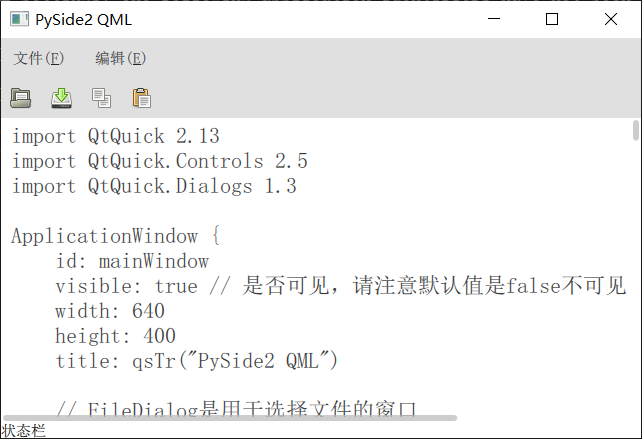 PySide2 QML
文件(F) 编辑(E)
import QtQuick 2.13
import QtQuick.Controls 2.5
import QtQuick.Dialogs 1.3
ApplicationWindow {
    id: mainWindow
    visible: true // 是否可见，请注意默认值是false不可见
    width: 640
    height: 400
    title: qsTr("PySide2 QML")
    // FileDialog是用于选择文件的窗口
状态栏